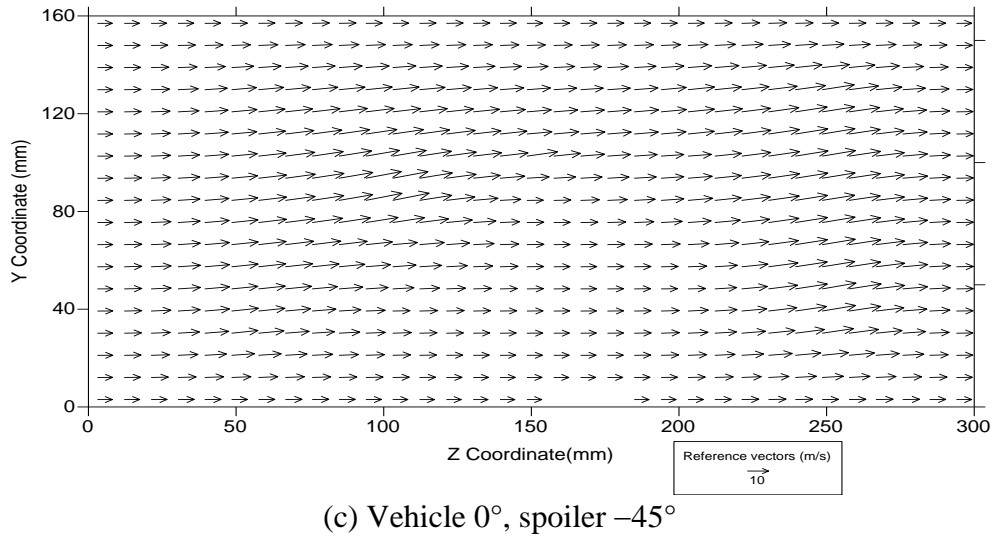 160
120
80
40
0
Y Coordinate (mm)
0 50 100 150 200 250 300
Z Coordinate(mm)
Reference vectors (m/s)
10
(c) Vehicle 0°, spoiler –45°